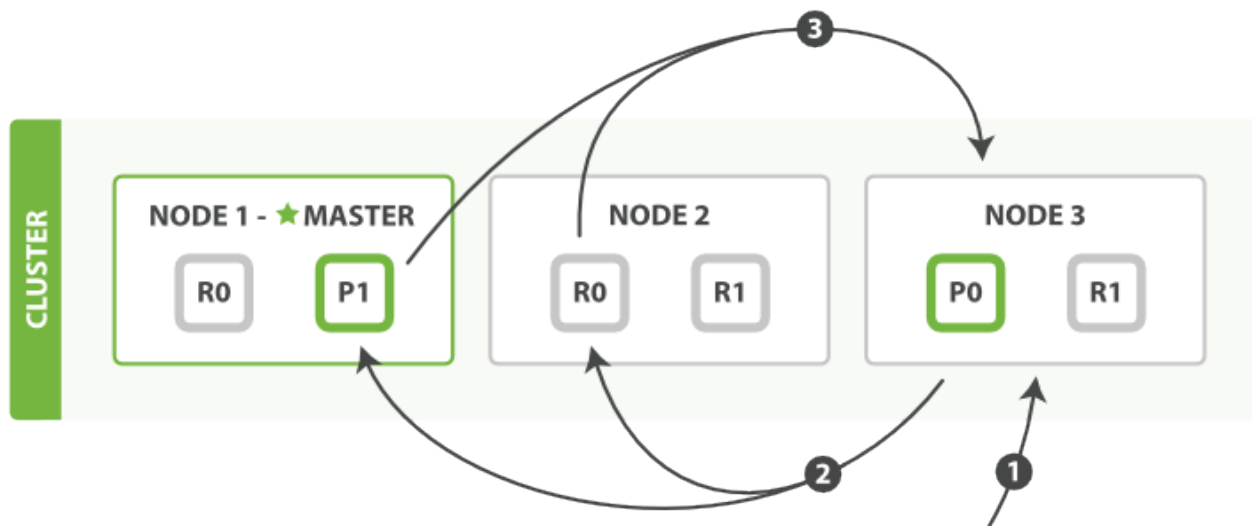 3
CLUSTER
NODE 1 - ★ MASTER
R0
P1
NODE 2
R0
R1
NODE 3
P0
R1
2
1